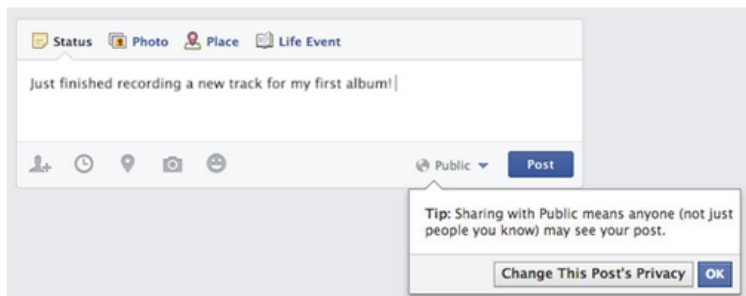 Status Photo Place Life Event
Just finished recording a new track for my first album!
Public Post
Tip: Sharing with Public means anyone (not just
people you know) may see your post.
Change This Post's Privacy OK